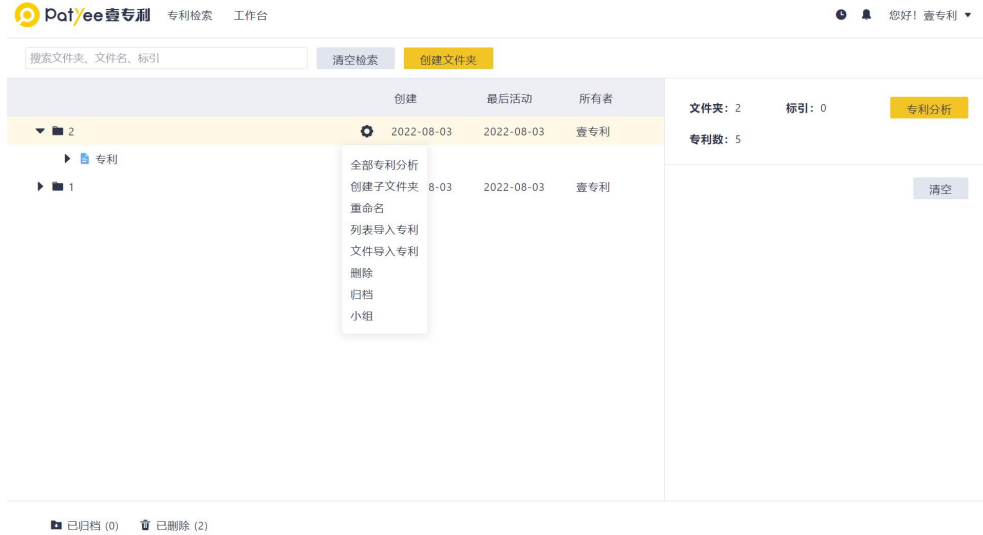 Patyee壹专利 专利检索 工作台 您好！壹专利
搜索文件夹、文件名、标引 清空检索 创建文件夹
创建 最后活动 所有者
文件夹：2 标引：0 专利分析
2 2022-08-03 2022-08-03 壹专利
专利数：5
专利
全部专利分析
1 创建子文件夹 8-03 2022-08-03 壹专利
清空
重命名
列表导入专利
文件导入专利
删除
归档
小组
已归档 (0) 已删除 (2)